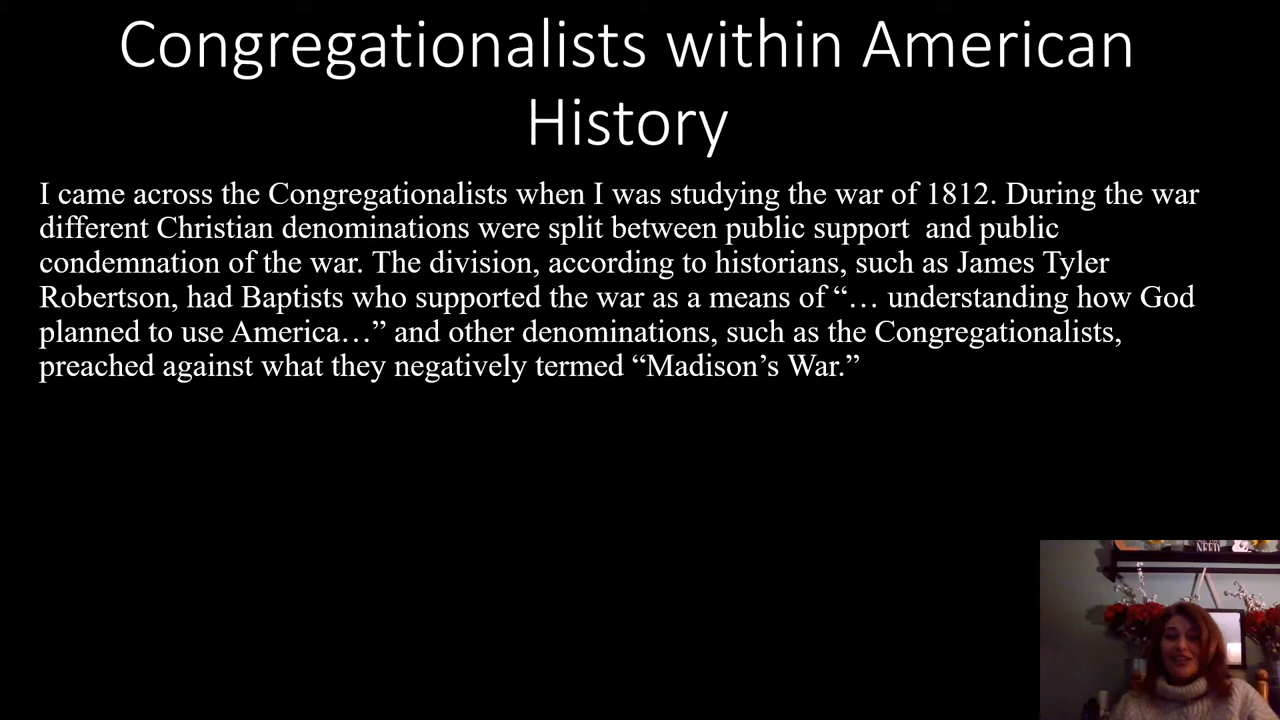 Congregationalists within American
History
I came across the Congregationalists when I was studying the war of 1812. During the war
different Christian denominations were split between public support  and public
condemnation of the war. The division, according to historians, such as James Tyler
Robertson, had Baptists who supported the war as a means of “… understanding how God
planned to use America…” and other denominations, such as the Congregationalists,
preached against what they negatively termed “Madison’s War.”
NEED